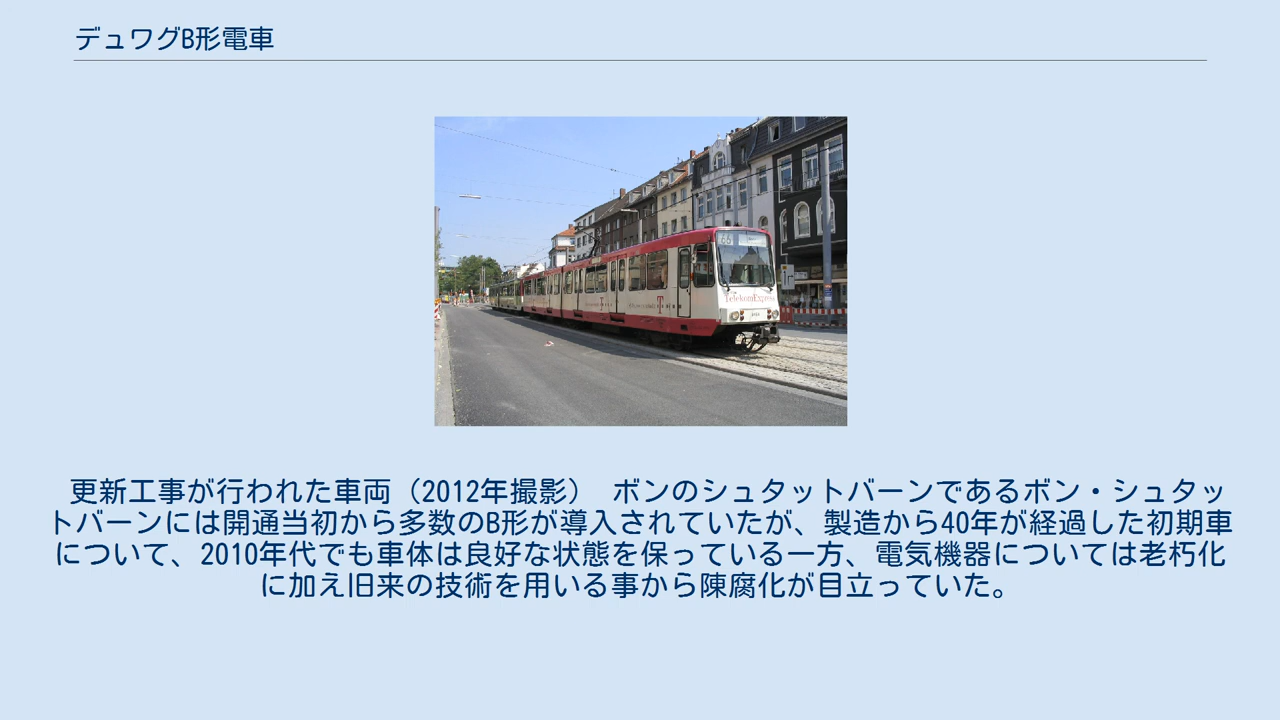 デュワグB形電車
66
TelekomExpress
T
T
更新工事が行われた車両（2012年撮影） ボンのシュタットバーンであるボン・シュタッ
トバーンには開通当初から多数のB形が導入されていたが、製造から40年が経過した初期車
について、2010年代でも車体は良好な状態を保っている一方、電気機器については老朽化
に加え旧来の技術を用いる事から陳腐化が目立っていた。